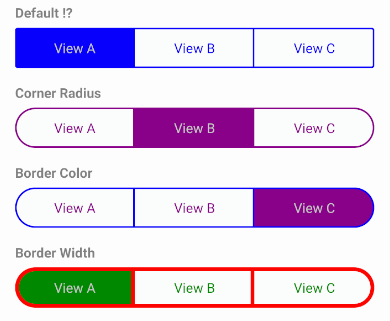 Default !?
View A View B View C
Corner Radius
View A View B View C
Border Color
View A View B View C
Border Width
View A View B View C